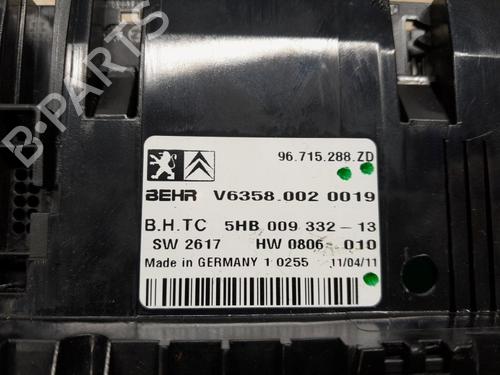 96.715.288.ZD
BEHR V6358.002 0019
B.H.TC 5HB 009 332-13
SW 2617 HW 0806-010
Made in GERMANY 1 0255 11/04/11